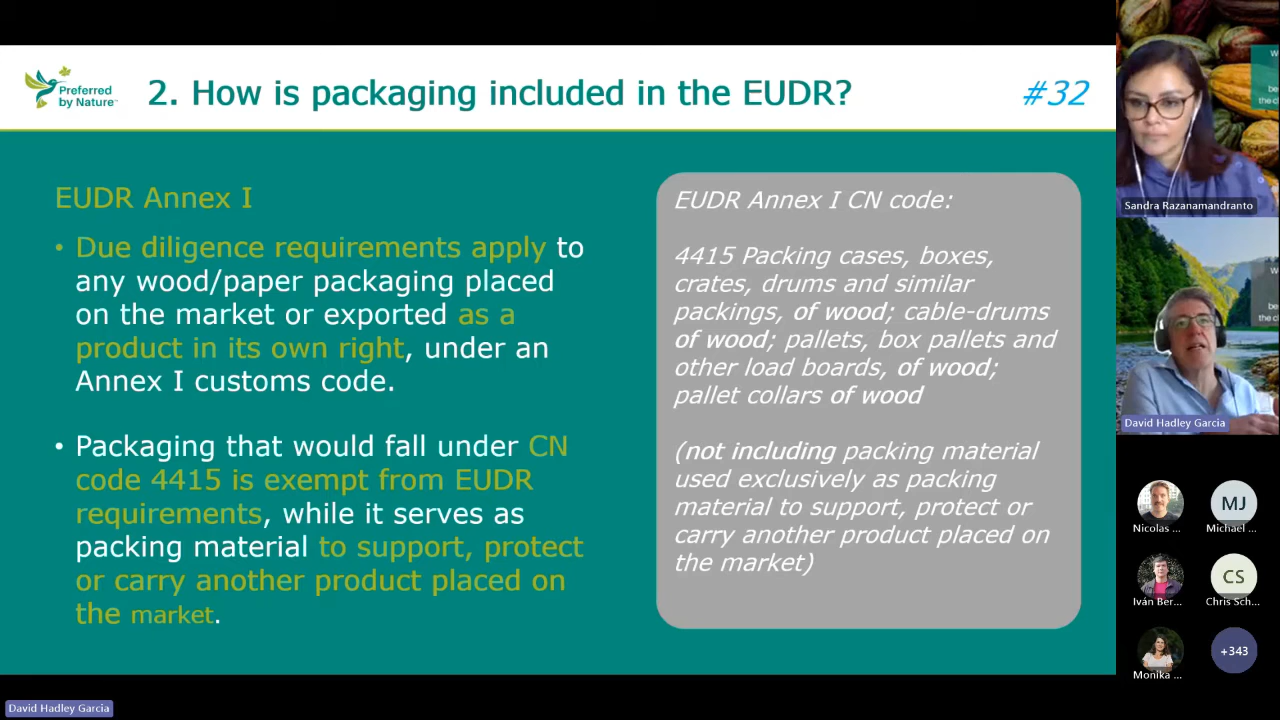 Preferred
by Nature™
2. How is packaging included in the EUDR?
#32
EUDR Annex I
• Due diligence requirements apply to
any wood/paper packaging placed
on the market or exported as a
product in its own right, under an
Annex I customs code.
• Packaging that would fall under CN
code 4415 is exempt from EUDR
requirements, while it serves as
packing material to support, protect
or carry another product placed on
the market.
EUDR Annex I CN code:
4415 Packing cases, boxes,
crates, drums and similar
packings, of wood; cable-drums
of wood; pallets, box pallets and
other load boards, of wood;
pallet collars of wood
(not including packing material
used exclusively as packing
material to support, protect or
carry another product placed on
the market)
Sandra Razanamandranto
David Hadley Garcia
Nicolas ...
MJ
Michael ...
Iván Ber...
CS
Chris Sch...
Monika ...
+343
David Hadley Garcia